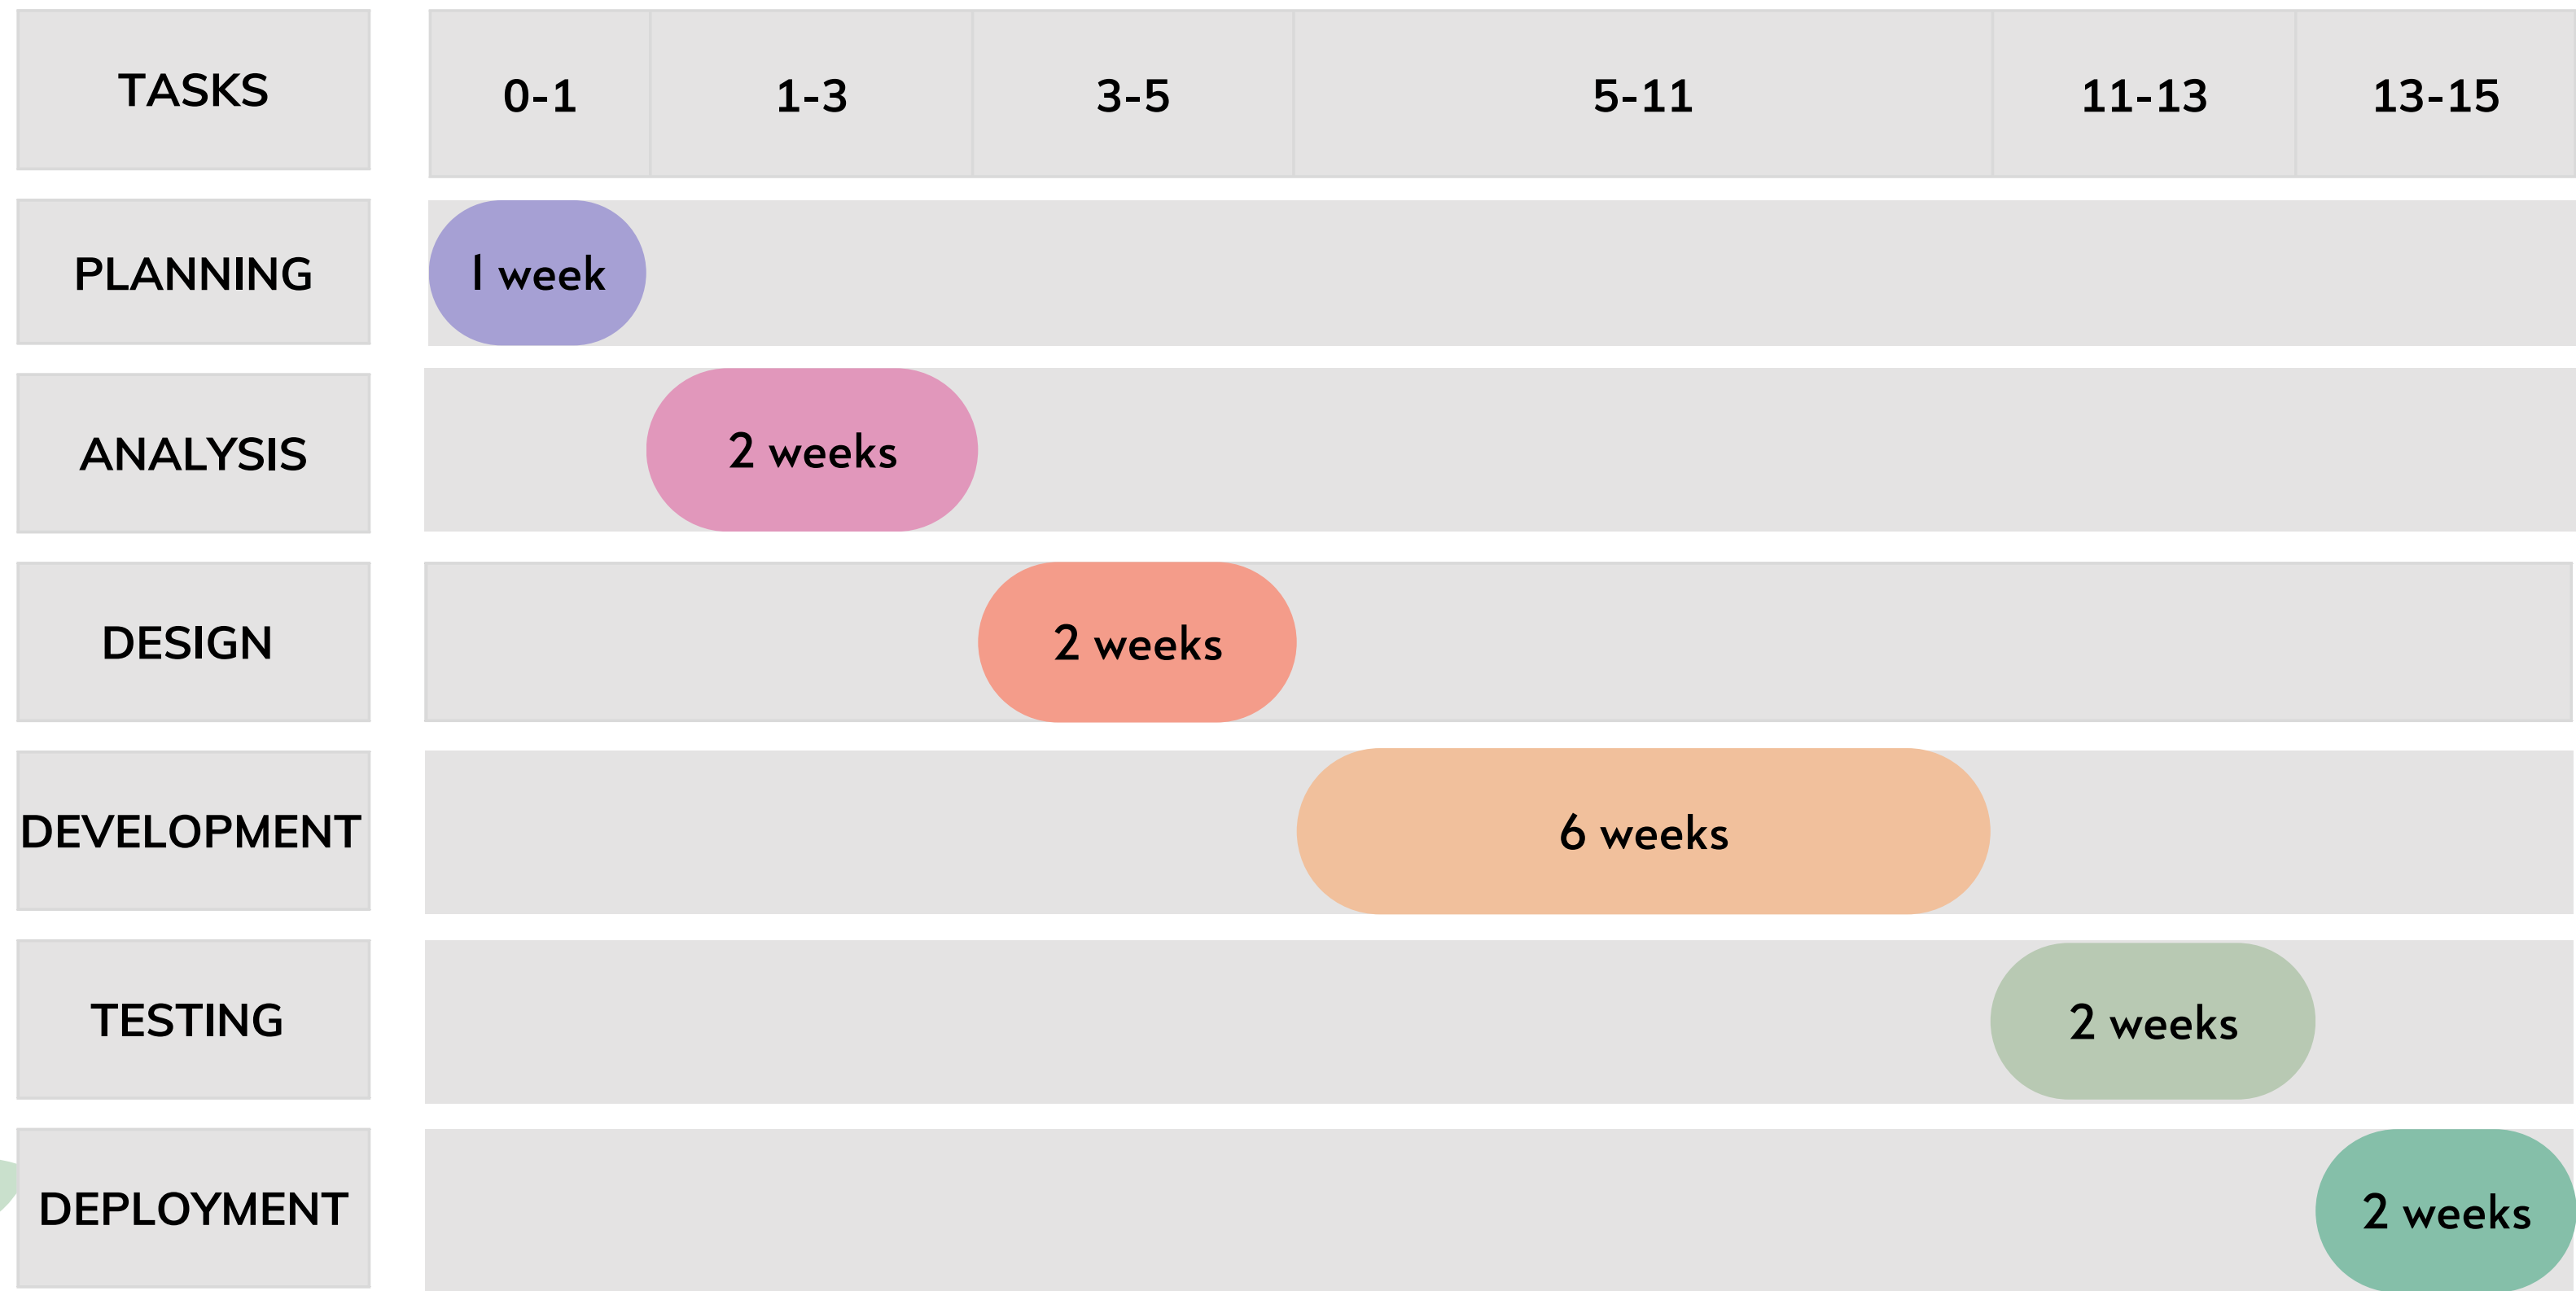 TASKS
0-1
1-3
3-5
5-11
11-13
13-15
PLANNING
1 week
ANALYSIS
2 weeks
DESIGN
2 weeks
DEVELOPMENT
6 weeks
TESTING
2 weeks
DEPLOYMENT
2 weeks